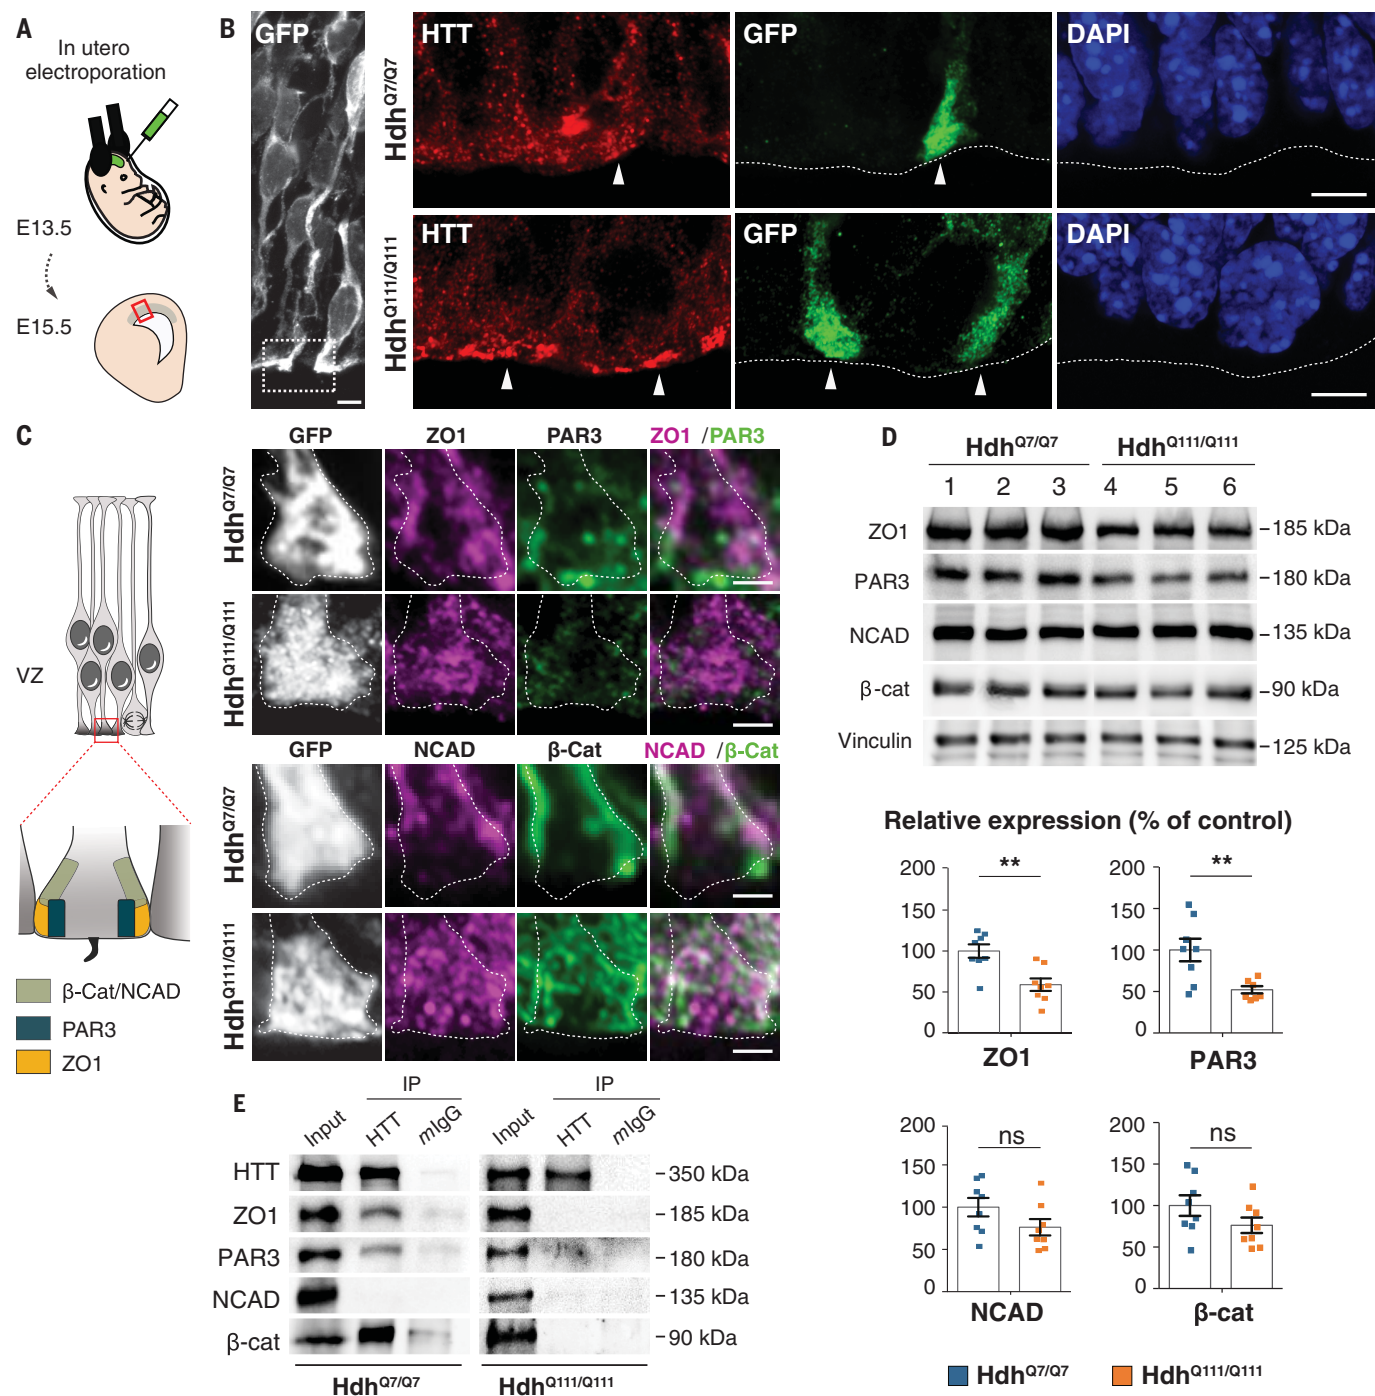 A
In utero
electroporation
E13.5
E15.5
B
GFP
Hdh^Q7/Q7
HTT
GFP
DAPI
Hdh^Q111/Q111
HTT
GFP
DAPI
C
VZ
β-Cat/NCAD
PAR3
ZO1
GFP
ZO1
PAR3
ZO1 /PAR3
Hdh^Q7/Q7
Hdh^Q111/Q111
GFP
NCAD
β-Cat
NCAD /β-Cat
Hdh^Q7/Q7
Hdh^Q111/Q111
D
Hdh^Q7/Q7
Hdh^Q111/Q111
1 2 3 4 5 6
ZO1 -185 kDa
PAR3 -180 kDa
NCAD -135 kDa
β-cat -90 kDa
Vinculin -125 kDa
Relative expression (% of control)
200
150
100
50
0
**
ZO1
200
150
100
50
0
**
PAR3
200
150
100
50
0
ns
NCAD
200
150
100
50
0
ns
β-cat
Hdh^Q7/Q7
Hdh^Q111/Q111
E
IP
IP
Input HTT mIgG Input HTT mIgG
HTT -350 kDa
ZO1 -185 kDa
PAR3 -180 kDa
NCAD -135 kDa
β-cat -90 kDa
Hdh^Q7/Q7
Hdh^Q111/Q111